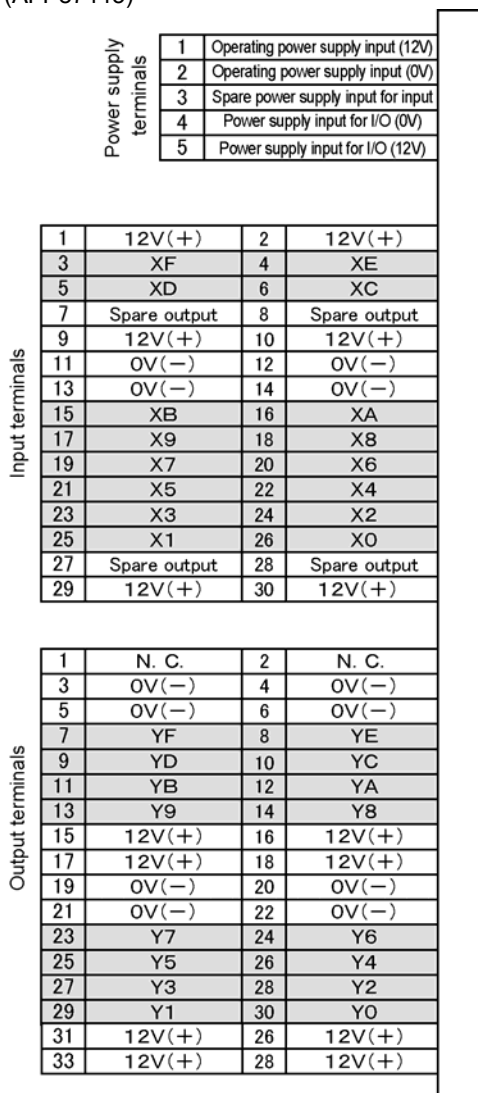 Power supply terminals
1 Operating power supply input (12V)
2 Operating power supply input (0V)
3 Spare power supply input for input
4 Power supply input for I/O (0V)
5 Power supply input for I/O (12V)
Input terminals
1 12V(+) 2 12V(+)
3 XF 4 XE
5 XD 6 XC
7 Spare output 8 Spare output
9 12V(+) 10 12V(+)
11 0V(-) 12 0V(-)
13 0V(-) 14 0V(-)
15 XB 16 XA
17 X9 18 X8
19 X7 20 X6
21 X5 22 X4
23 X3 24 X2
25 X1 26 X0
27 Spare output 28 Spare output
29 12V(+) 30 12V(+)
Output terminals
1 N. C. 2 N. C.
3 0V(-) 4 0V(-)
5 0V(-) 6 0V(-)
7 YF 8 YE
9 YD 10 YC
11 YB 12 YA
13 Y9 14 Y8
15 12V(+) 16 12V(+)
17 12V(+) 18 12V(+)
19 0V(-) 20 0V(-)
21 0V(-) 22 0V(-)
23 Y7 24 Y6
25 Y5 26 Y4
27 Y3 28 Y2
29 Y1 30 Y0
31 12V(+) 26 12V(+)
33 12V(+) 28 12V(+)